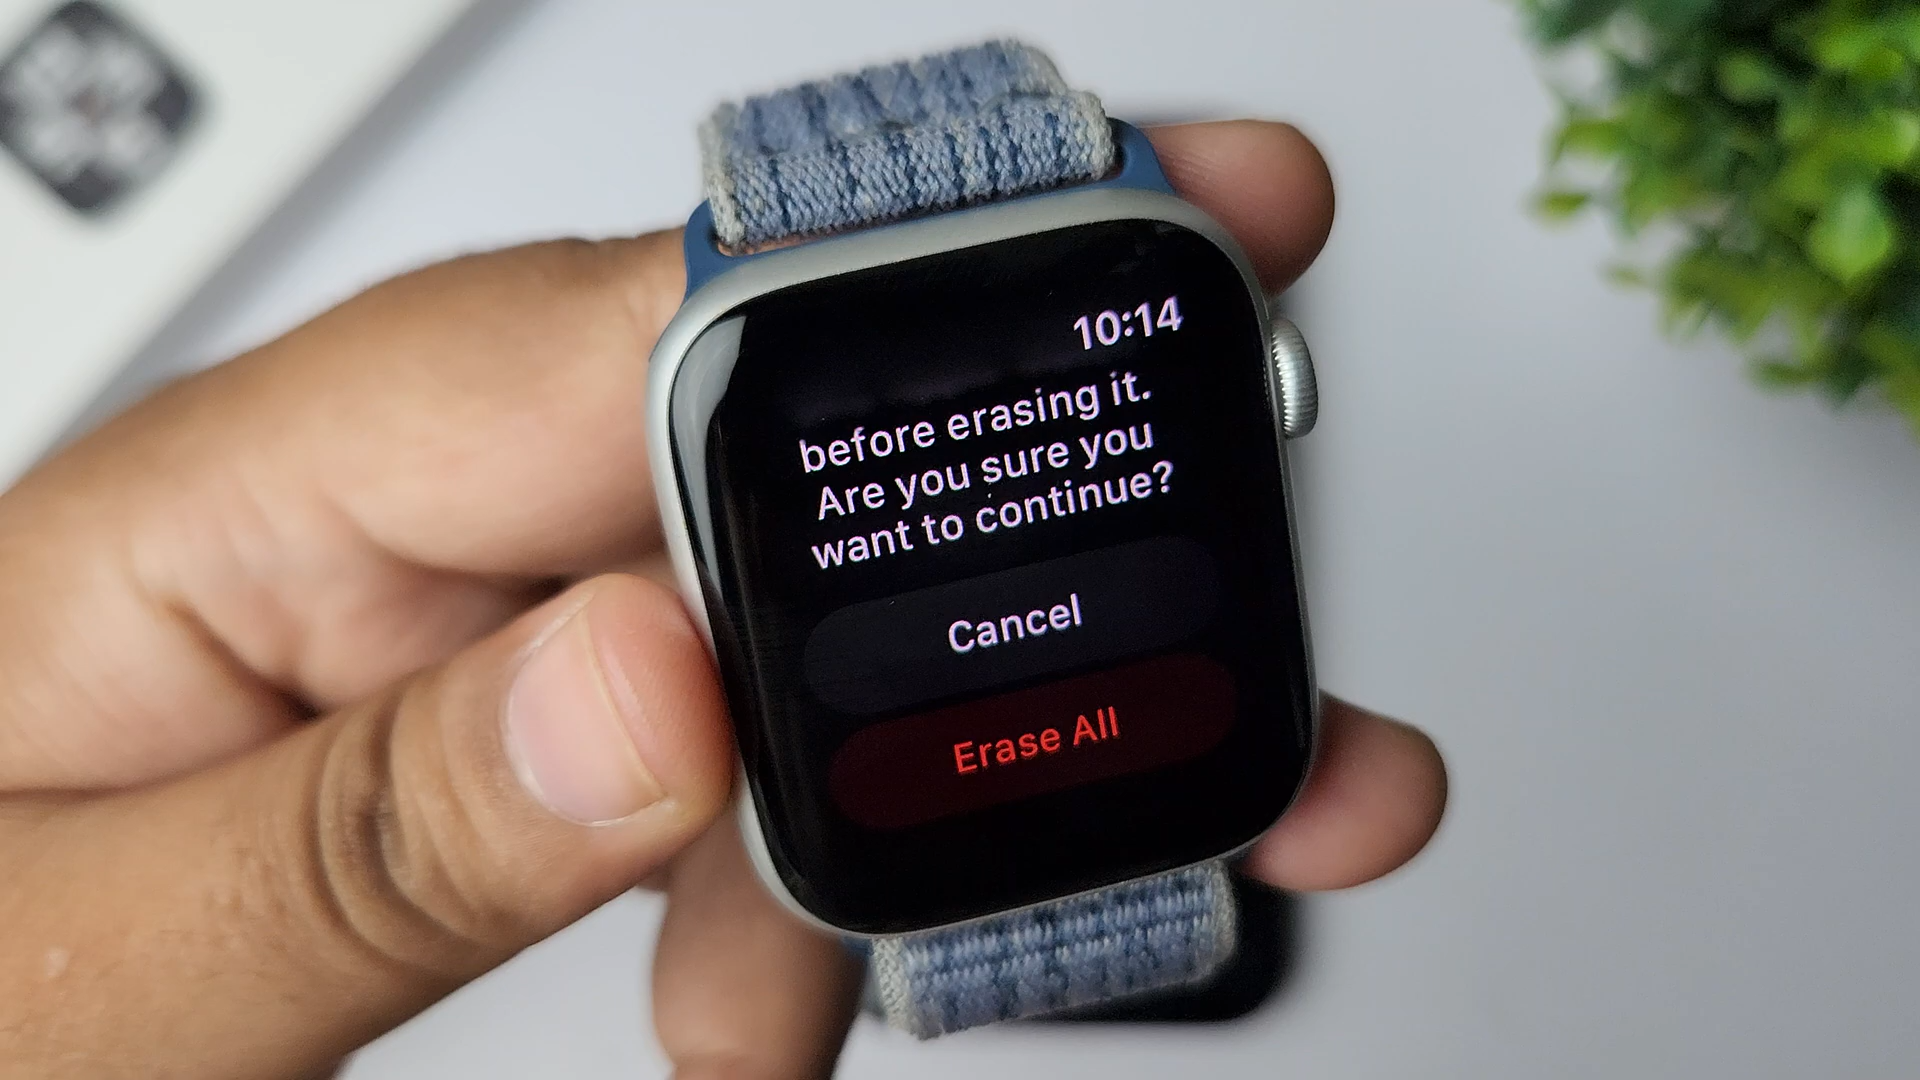 10:14
before erasing it.
Are you sure you
want to continue?
Cancel
Erase All